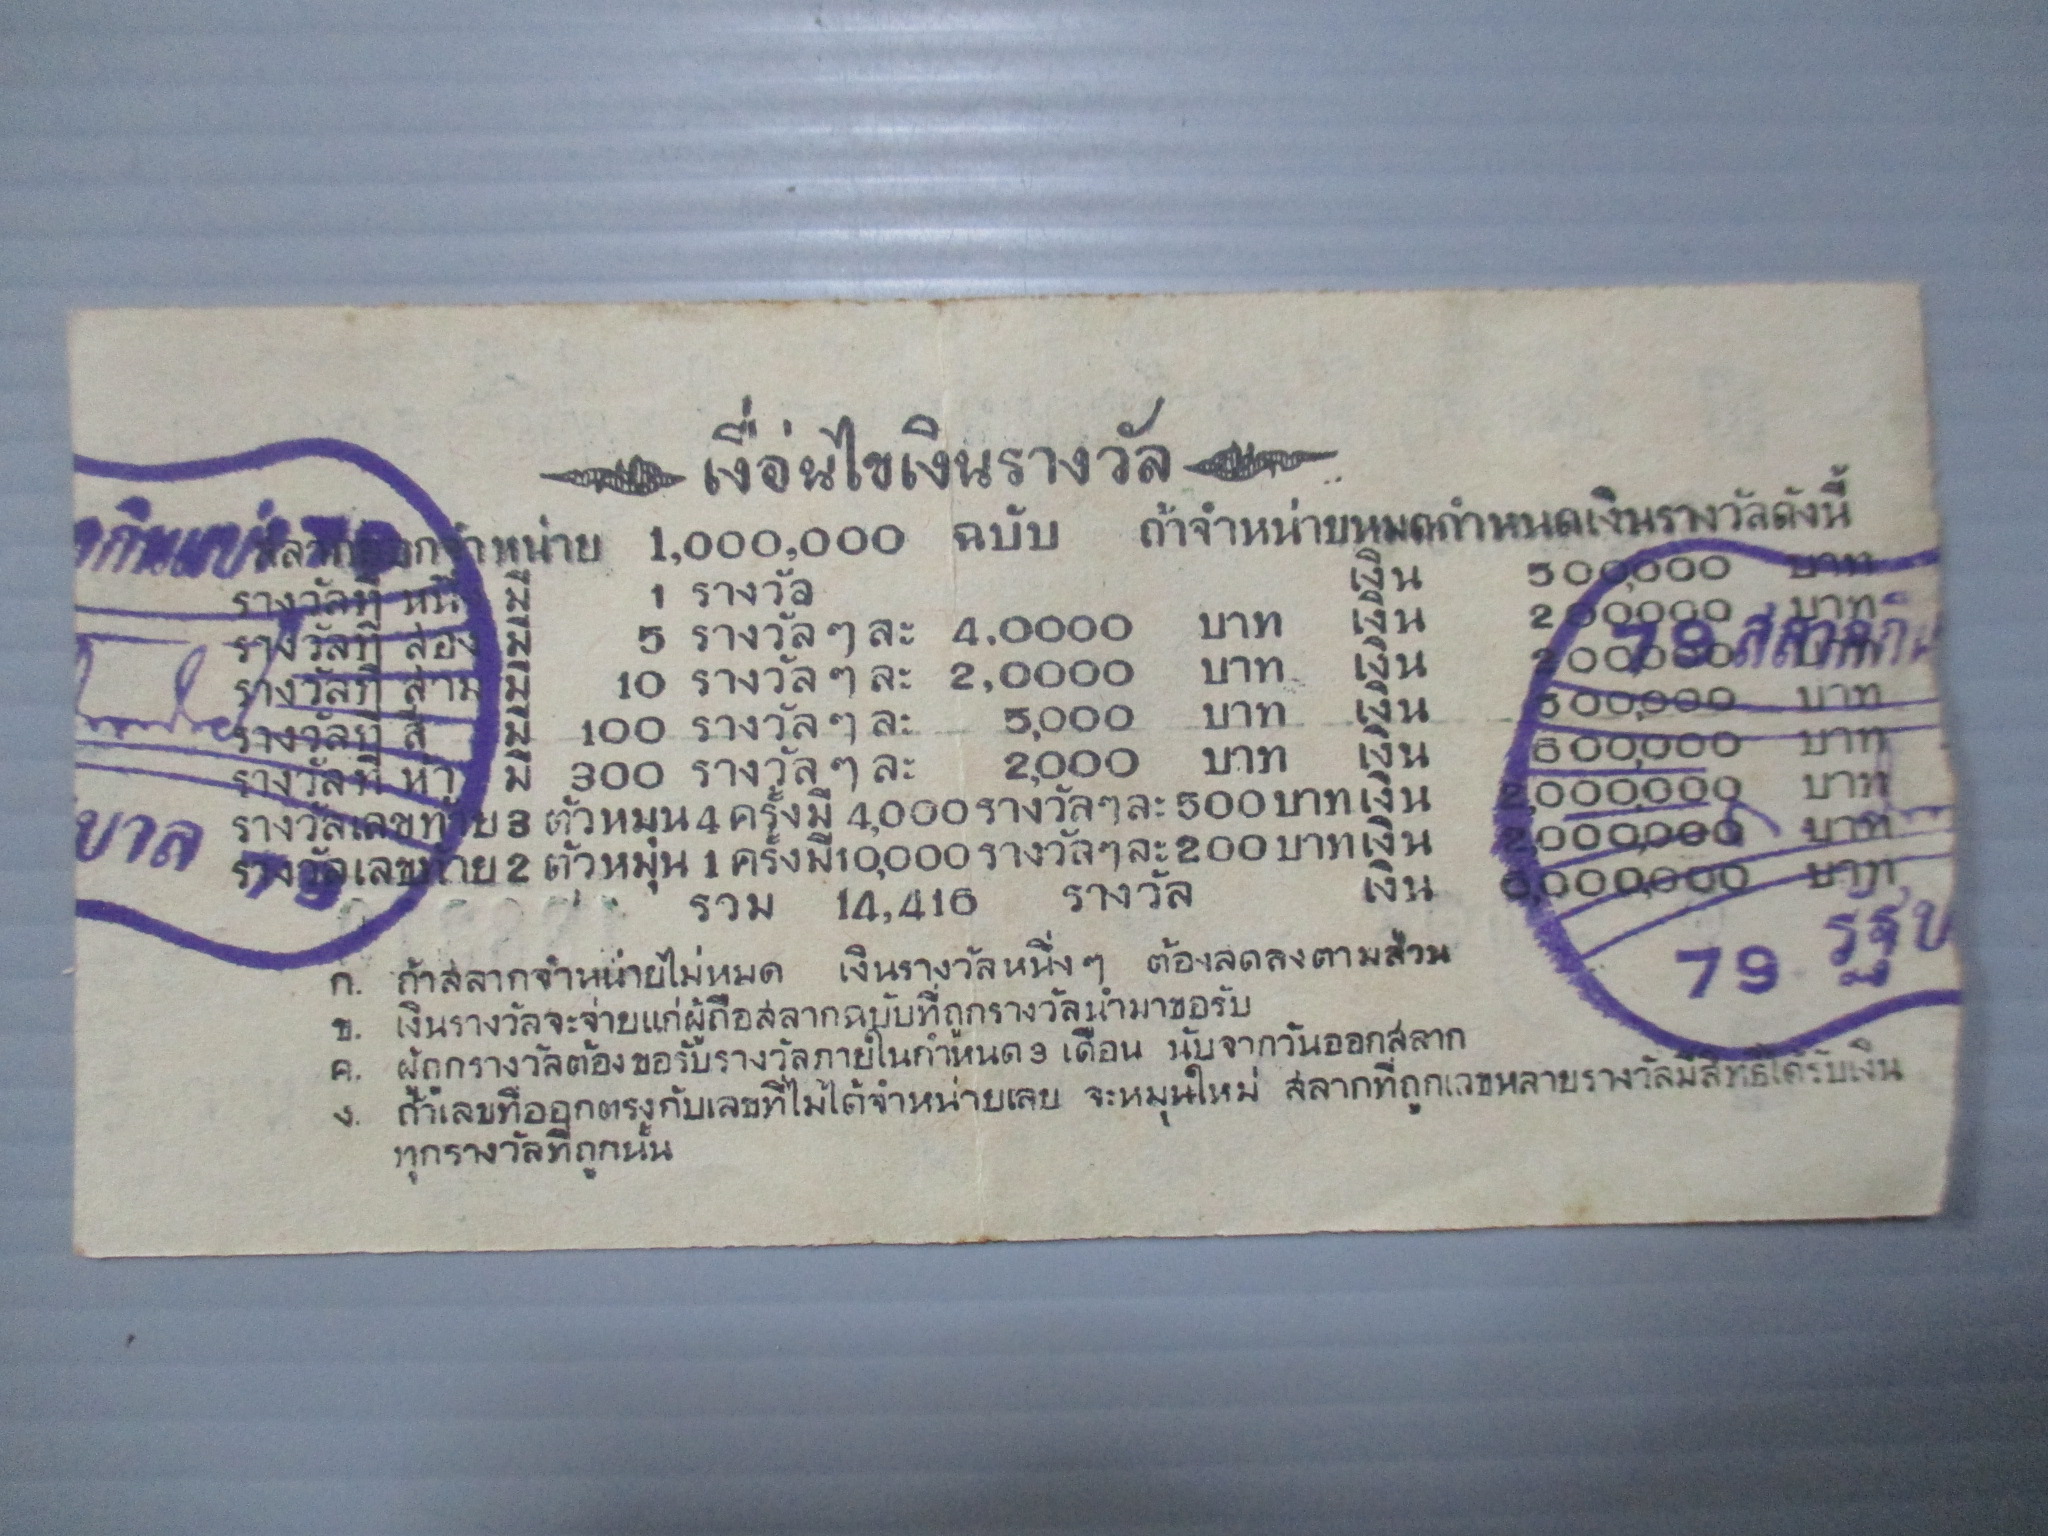 เงื่อนไขเงินรางวัล
สลากออกจำหน่าย 1,000,000 ฉบับ ถ้าจำหน่ายหมดกำหนดเงินรางวัลดังนี้
รางวัลที่ หนึ่ง มี 1 รางวัล เงิน 500,000 บาท
รางวัลที่ สอง มี 5 รางวัลๆละ 4.0000 บาท เงิน 200,000 บาท
รางวัลที่ สาม มี 10 รางวัลๆละ 2,0000 บาท เงิน 200,000 บาท
รางวัลที่ สี่ มี 100 รางวัลๆละ 5,000 บาท เงิน 500,000 บาท
รางวัลที่ ห้า มี 300 รางวัลๆละ 2,000 บาท เงิน 600,000 บาท
รางวัลเลขท้าย 3 ตัวหมุน 4 ครั้งมี 4,000 รางวัลๆละ 500 บาท เงิน 2,000,000 บาท
รางวัลเลขท้าย 2 ตัวหมุน 1 ครั้งมี 10,000 รางวัลๆละ 200 บาท เงิน 2,000,000 บาท
รวม 14,416 รางวัล เงิน 6,000,000 บาท
ก. ถ้าสลากจำหน่ายไม่หมด เงินรางวัลหนึ่งๆ ต้องลดลงตามส่วน
ข. เงินรางวัลจะจ่ายแก่ผู้ถือสลากฉบับที่ถูกรางวัลนำมาขอรับ
ค. ผู้ถูกรางวัลต้องขอรับรางวัลภายในกำหนด 3 เดือน นับจากวันออกสลาก
ง. ถ้าเลขที่ออกตรงกับเลขที่ไม่ได้จำหน่ายเลย จะหมุนใหม่ สลากที่ถูกเลขหลายรางวัลมีสิทธิได้รับเงิน
ทุกรางวัลที่ถูกนั้น
กินแบ่ง 79
บาล 79
79 สลากกิน
79 รัฐบ